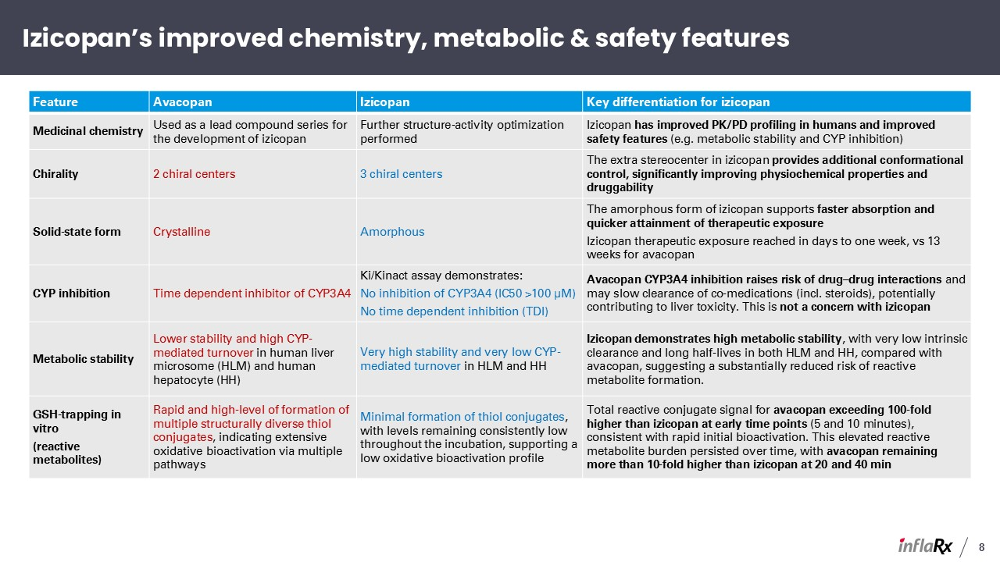 Izicopan’s improved chemistry, metabolic & safety features
Feature
Avacopan
Izicopan
Key differentiation for izicopan
Medicinal chemistry
Used as a lead compound series for
the development of izicopan
Further structure-activity optimization
performed
Izicopan has improved PK/PD profiling in humans and improved
safety features (e.g. metabolic stability and CYP inhibition)
Chirality
2 chiral centers
3 chiral centers
The extra stereocenter in izicopan provides additional conformational
control, significantly improving physiochemical properties and
druggability
Solid-state form
Crystalline
Amorphous
The amorphous form of izicopan supports faster absorption and
quicker attainment of therapeutic exposure
Izicopan therapeutic exposure reached in days to one week, vs 13
weeks for avacopan
CYP inhibition
Time dependent inhibitor of CYP3A4
Ki/Kinact assay demonstrates:
No inhibition of CYP3A4 (IC50 >100 µM)
No time dependent inhibition (TDI)
Avacopan CYP3A4 inhibition raises risk of drug–drug interactions and
may slow clearance of co-medications (incl. steroids), potentially
contributing to liver toxicity. This is not a concern with izicopan
Metabolic stability
Lower stability and high CYP-
mediated turnover in human liver
microsome (HLM) and human
hepatocyte (HH)
Very high stability and very low CYP-
mediated turnover in HLM and HH
Izicopan demonstrates high metabolic stability, with very low intrinsic
clearance and long half-lives in both HLM and HH, compared with
avacopan, suggesting a substantially reduced risk of reactive
metabolite formation.
GSH-trapping in
vitro
(reactive
metabolites)
Rapid and high-level of formation of
multiple structurally diverse thiol
conjugates, indicating extensive
oxidative bioactivation via multiple
pathways
Minimal formation of thiol conjugates,
with levels remaining consistently low
throughout the incubation, supporting a
low oxidative bioactivation profile
Total reactive conjugate signal for avacopan exceeding 100-fold
higher than izicopan at early time points (5 and 10 minutes),
consistent with rapid initial bioactivation. This elevated reactive
metabolite burden persisted over time, with avacopan remaining
more than 10-fold higher than izicopan at 20 and 40 min
inflaRx
8